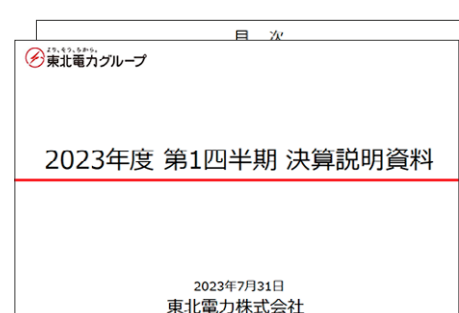 目 次
より、そう、ちから。
東北電力グループ
2023年度 第1四半期 決算説明資料
2023年7月31日
東北電力株式会社